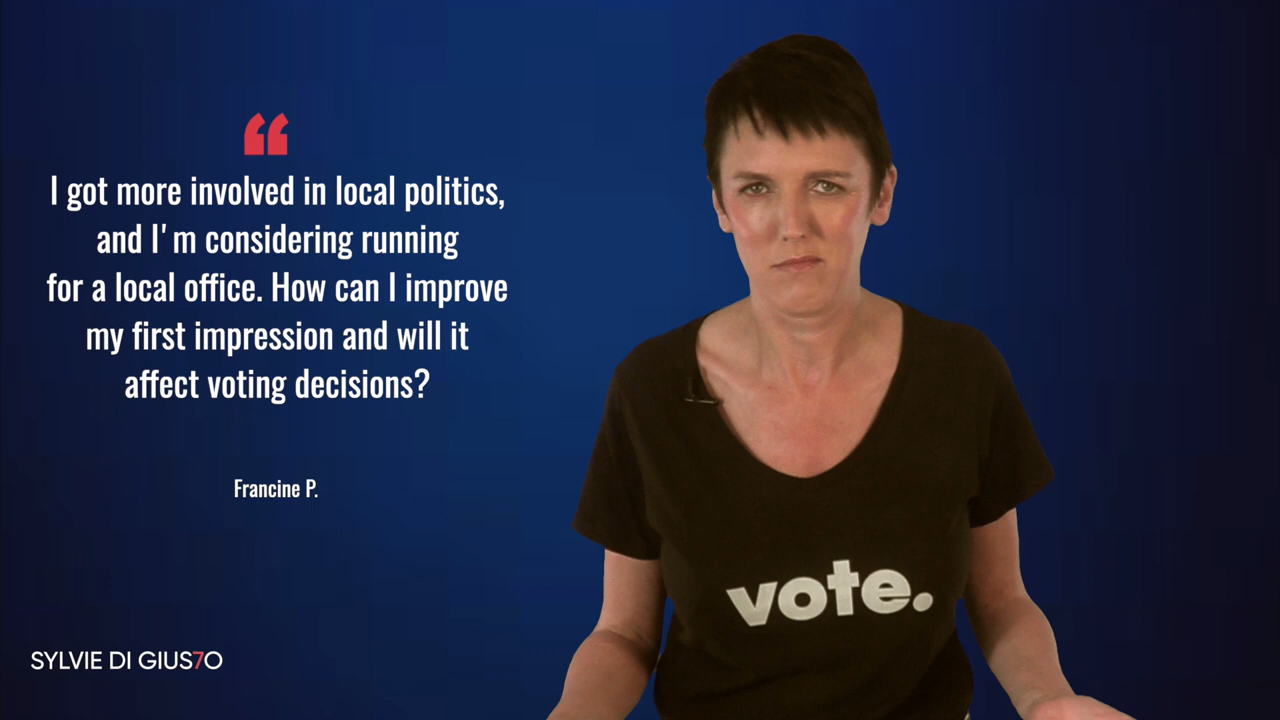 “
I got more involved in local politics,
and I'm considering running
for a local office. How can I improve
my first impression and will it
affect voting decisions?
Francine P.
vote.
SYLVIE DI GIUS7O